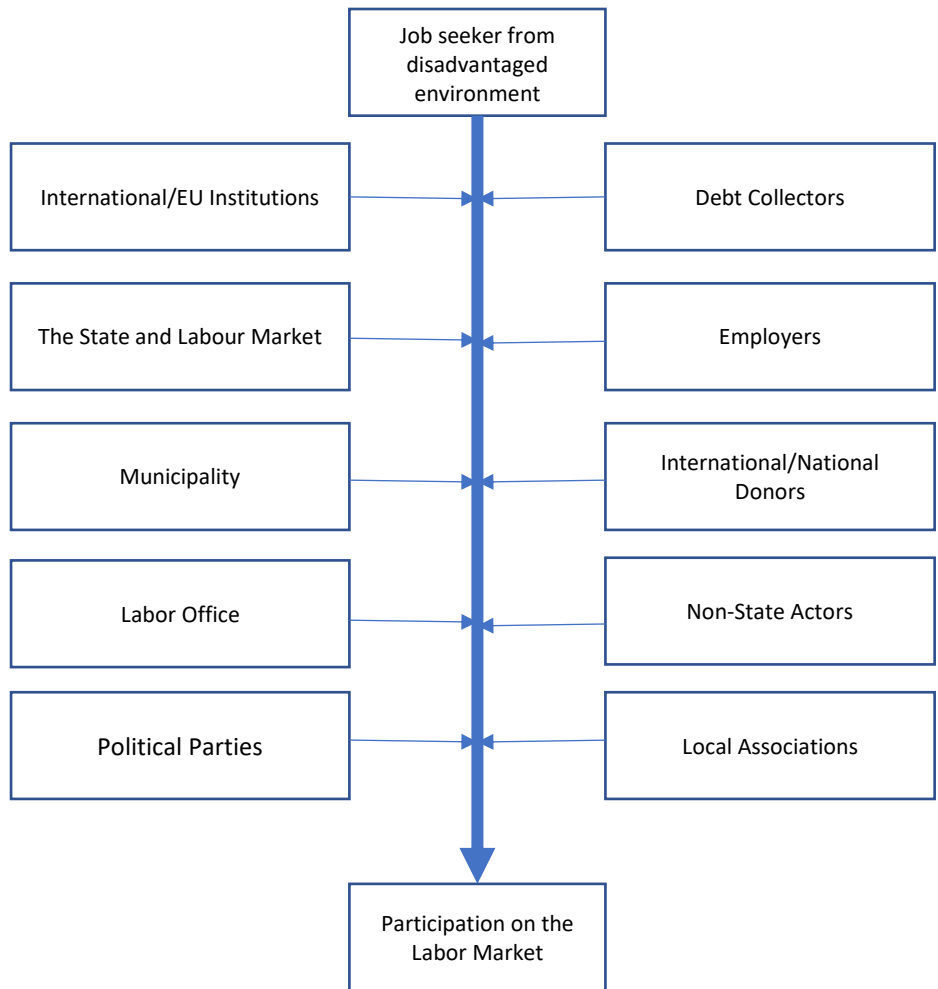 Job seeker from
disadvantaged
environment
International/EU Institutions
Debt Collectors
The State and Labour Market
Employers
Municipality
International/National
Donors
Labor Office
Non-State Actors
Political Parties
Local Associations
Participation on the
Labor Market